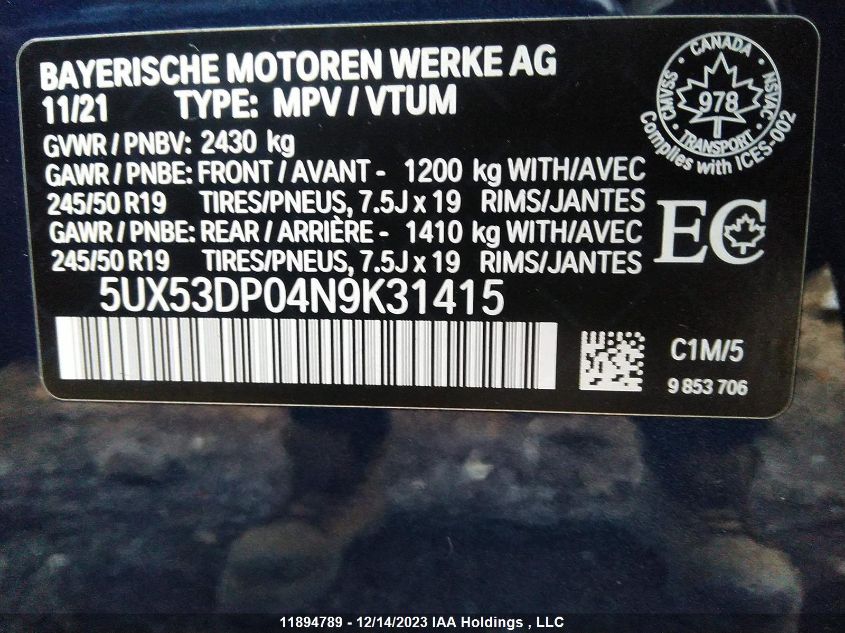 BAYERISCHE MOTOREN WERKE AG
11/21 TYPE: MPV / VTUM
GVWR / PNBV: 2430 kg
GAWR / PNBE: FRONT / AVANT - 1200 kg WITH/AVEC
245/50 R19 TIRES/PNEUS, 7.5J x 19 RIMS/JANTES
GAWR / PNBE: REAR / ARRIÈRE - 1410 kg WITH/AVEC
245/50 R19 TIRES/PNEUS, 7.5J x 19 RIMS/JANTES
5UX53DP04N9K31415
CANADA
CMVSS
978
NSVAC
TRANSPORT
Complies with ICES-002
EC
C1M/5
9 853 706
11894789 - 12/14/2023 IAA Holdings , LLC